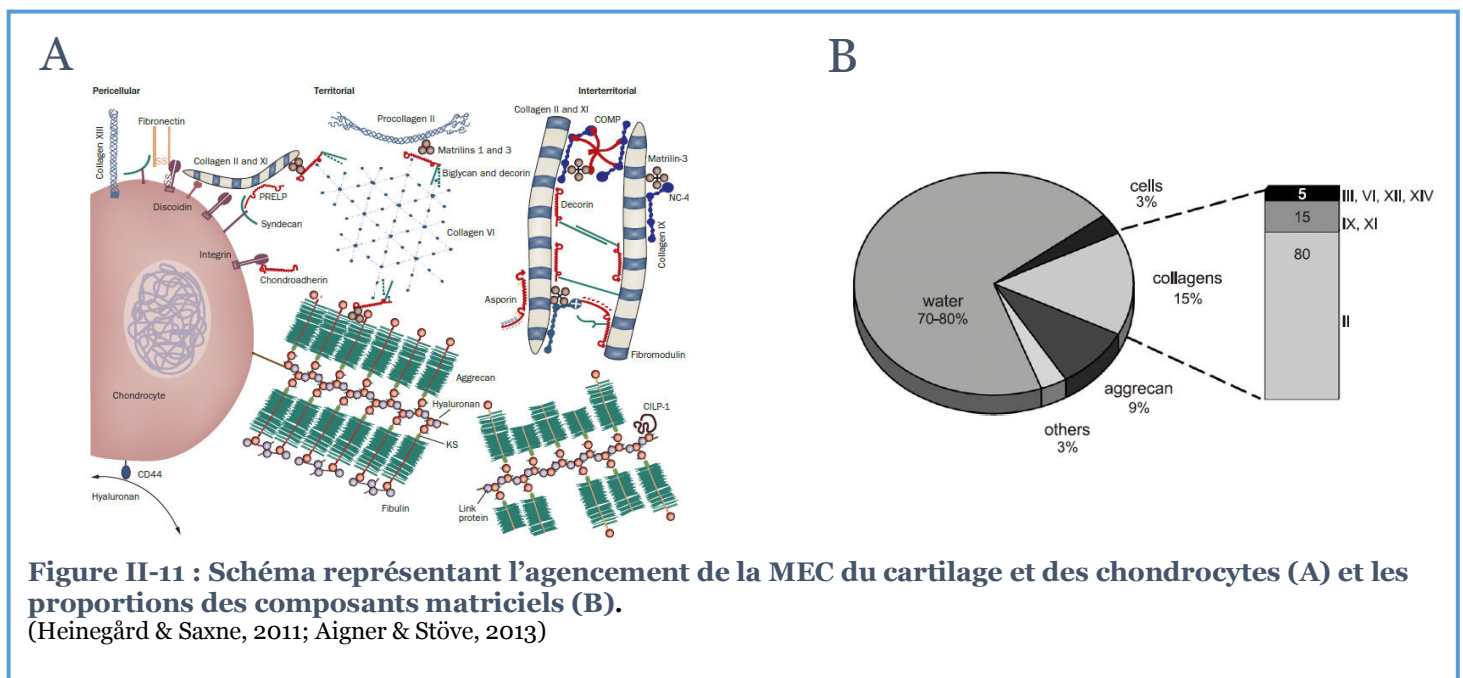 A
Pericellular
Territorial
Interterritorial
Collagen XIII
Fibronectin
SS
SS
Collagen II and XI
Discoidin
PRELP
Syndecan
Integrin
Chondroadherin
Chondrocyte
CD44
Hyaluronan
Procollagen II
Matrilins 1 and 3
Biglycan and decorin
Collagen VI
Aggrecan
Hyaluronan
KS
Fibulin
Collagen II and XI
COMP
Matrilin-3
NC-4
Decorin
Collagen IX
Asporin
Fibromodulin
CILP-1
Link
protein
B
water
70-80%
cells
3%
collagens
15%
aggrecan
9%
others
3%
5
III, VI, XII, XIV
15
IX, XI
80
II
Figure II-11 : Schéma représentant l’agencement de la MEC du cartilage et des chondrocytes (A) et les
proportions des composants matriciels (B).
(Heinegård & Saxne, 2011; Aigner & Stöve, 2013)